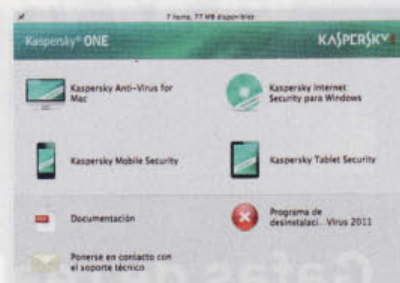 7 ítems, 77 MB disponibles
Kaspersky® ONE
KASPERSKY
Kaspersky Anti-Virus for
Mac
Kaspersky Internet
Security para Windows
Kaspersky Mobile Security
Kaspersky Tablet Security
Documentación
Programa de
desinstalaci...Virus 2011
Ponerse en contacto con
el soporte técnico